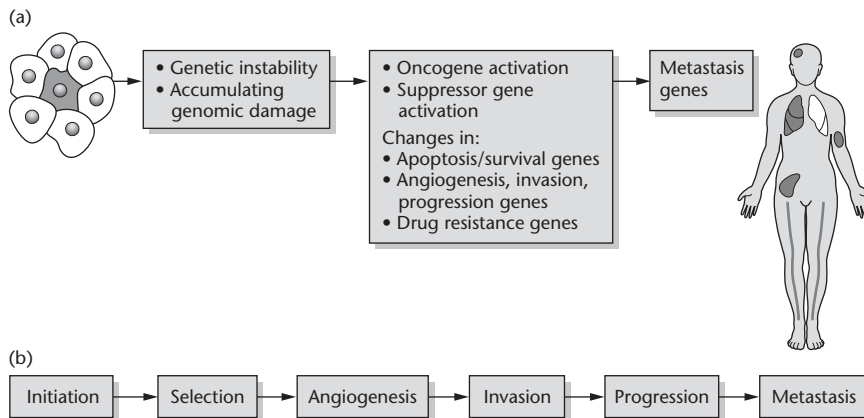 (a)
• Genetic instability
• Accumulating
genomic damage
• Oncogene activation
• Suppressor gene
activation
Changes in:
• Apoptosis/survival genes
• Angiogenesis, invasion,
progression genes
• Drug resistance genes
Metastasis
genes
(b)
Initiation
Selection
Angiogenesis
Invasion
Progression
Metastasis